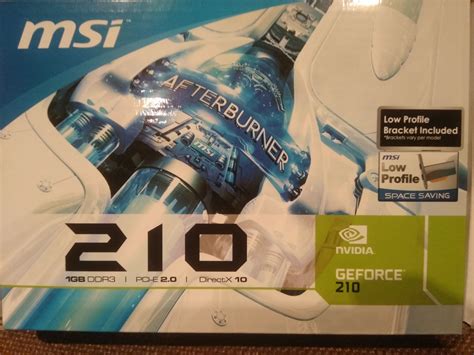 msi
AFTERBURNER
Low Profile
Bracket Included
*Brackets vary per model
msi
Low
Profile
SPACE SAVING
210
1GB DDR3 | PCI-E 2.0 | DirectX 10
NVIDIA
GEFORCE
210